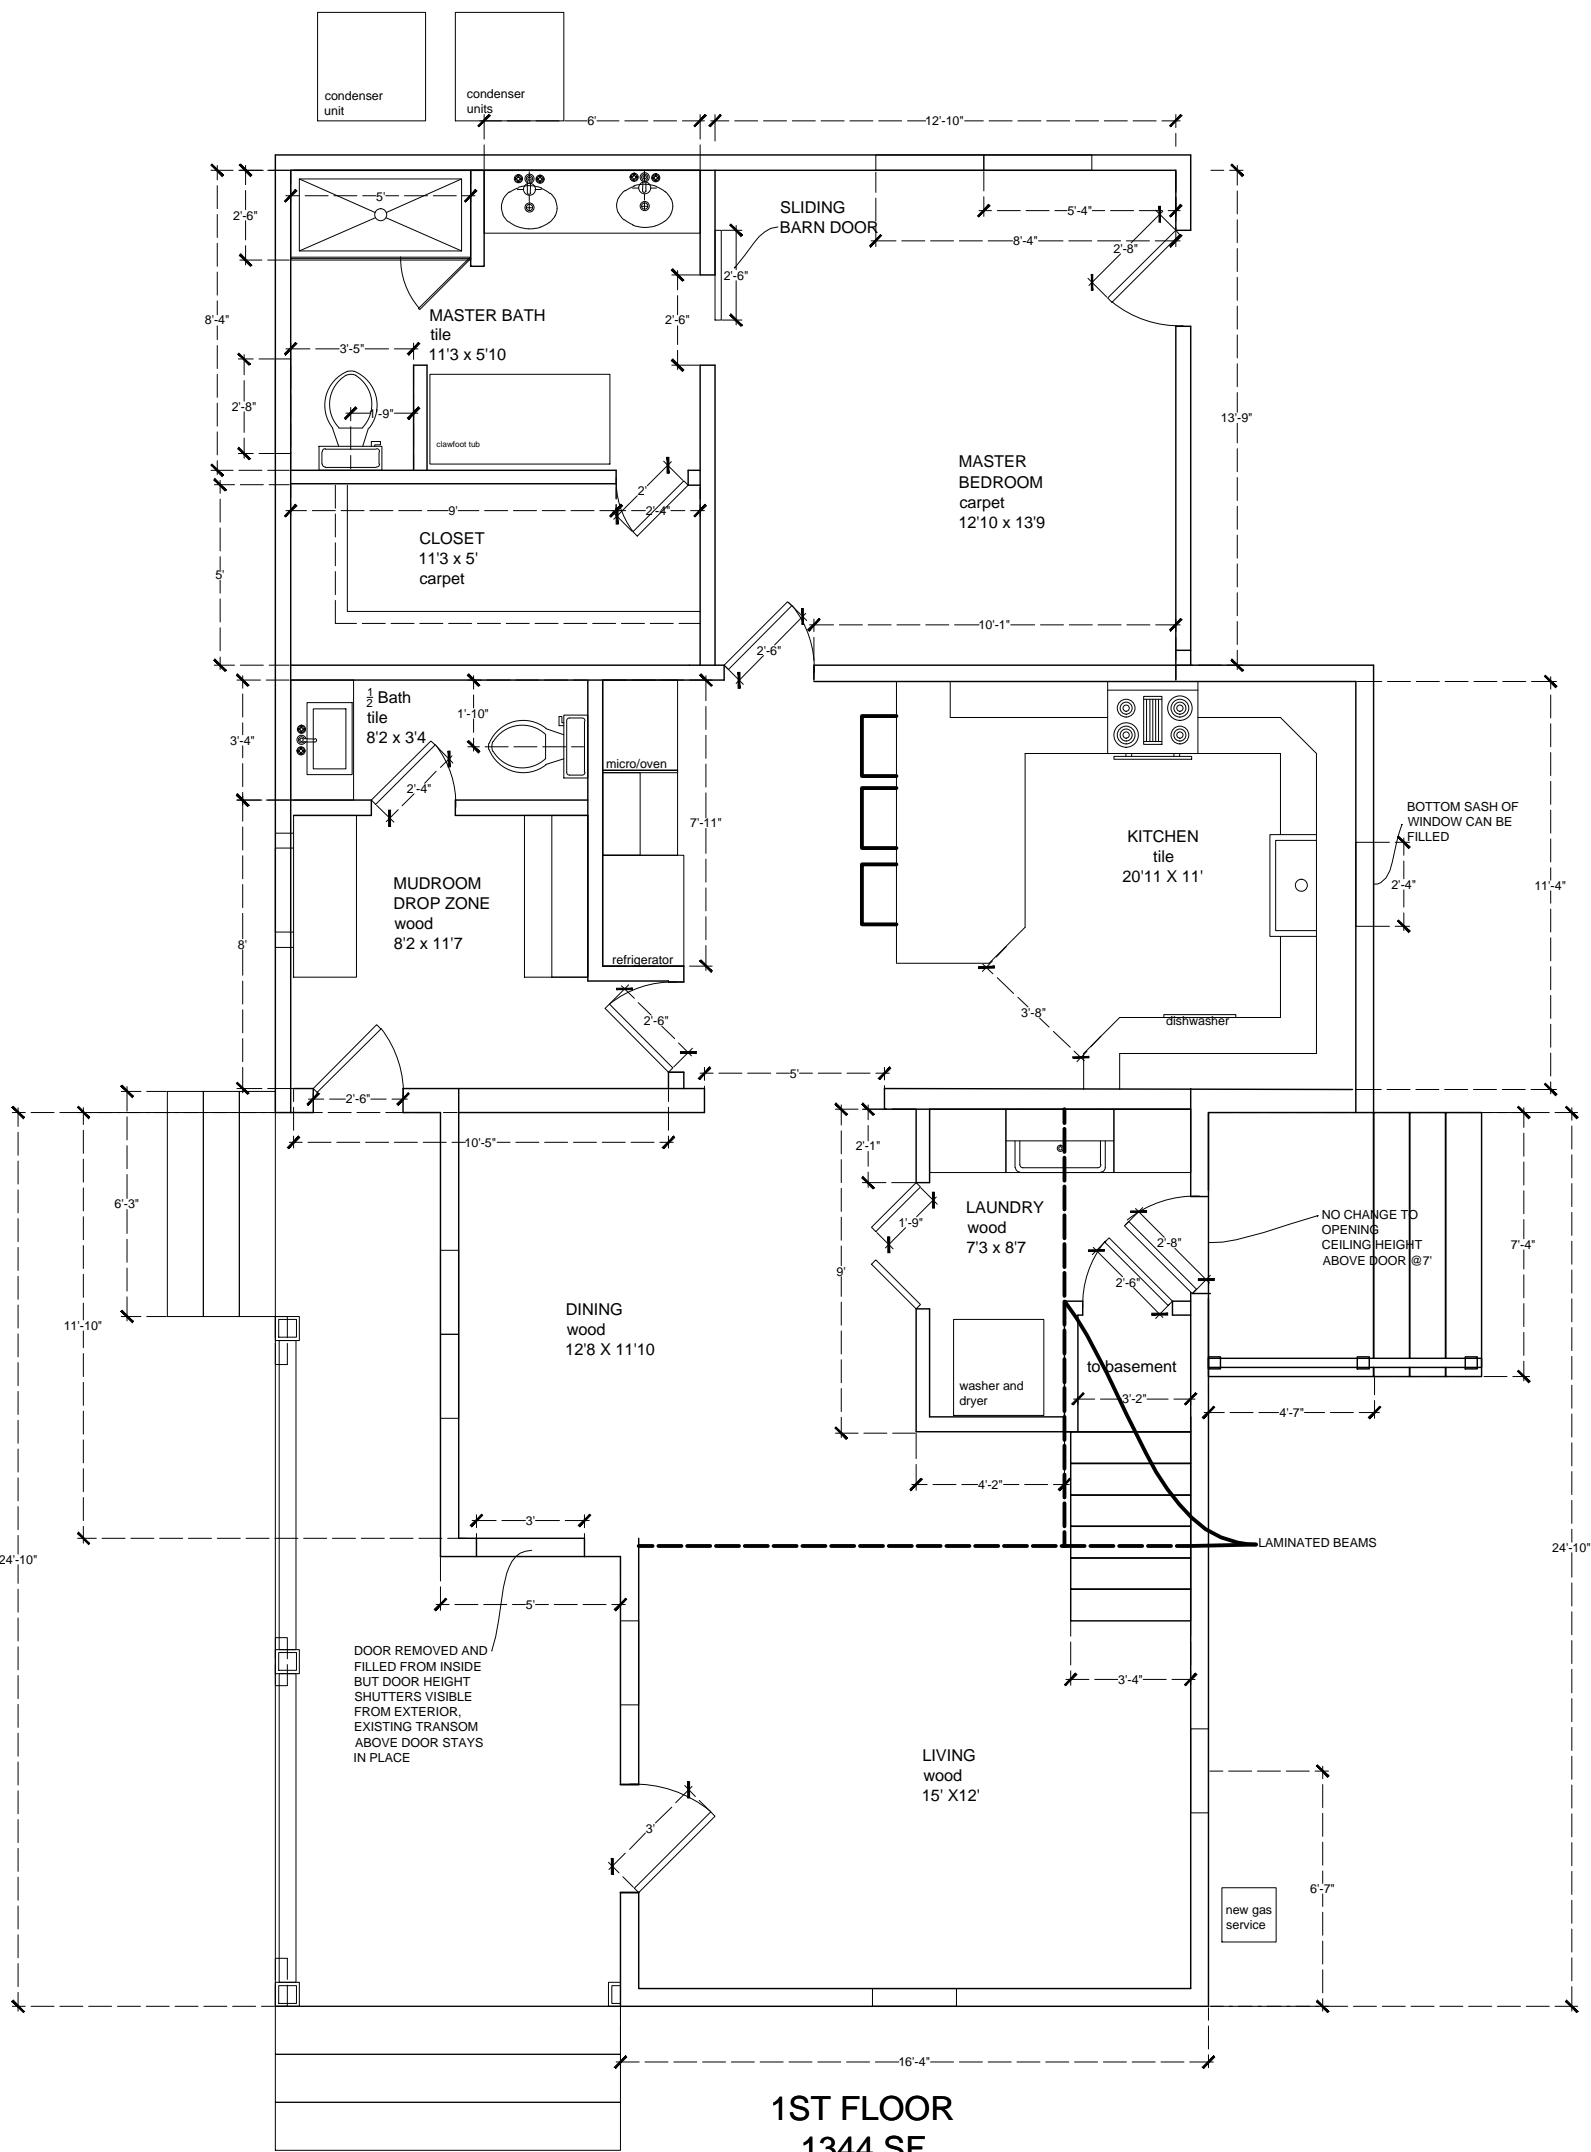 condenser
unit
condenser
units
6'
12'-10"
5'
2'-6"
SLIDING
BARN DOOR
5'-4"
8'-4"
2'-8"
2'-6"
8'-4"
MASTER BATH
tile
11'3 x 5'10
2'-6"
3'-5"
2'-8"
1'-9"
clawfoot tub
13'-9"
MASTER
BEDROOM
carpet
12'10 x 13'9
2'
9'
2'-4"
CLOSET
11'3 x 5'
carpet
5'
10'-1"
2'-6"
1/2 Bath
tile
8'2 x 3'4
1'-10"
3'-4"
2'-4"
micro/oven
7'-11"
KITCHEN
tile
20'11 X 11'
BOTTOM SASH OF
WINDOW CAN BE
FILLED
2'-4"
11'-4"
MUDROOM
DROP ZONE
wood
8'2 x 11'7
8'
refrigerator
2'-6"
3'-8"
dishwasher
5'
2'-6"
10'-5"
2'-1"
6'-3"
LAUNDRY
wood
7'3 x 8'7
1'-9"
2'-8"
2'-6"
NO CHANGE TO
OPENING
CEILING HEIGHT
ABOVE DOOR @7'
7'-4"
9'
DINING
wood
12'8 X 11'10
11'-10"
to basement
washer and
dryer
3'-2"
4'-7"
4'-2"
3'
LAMINATED BEAMS
24'-10"
24'-10"
5'
DOOR REMOVED AND
FILLED FROM INSIDE
BUT DOOR HEIGHT
SHUTTERS VISIBLE
FROM EXTERIOR,
EXISTING TRANSOM
ABOVE DOOR STAYS
IN PLACE
3'-4"
LIVING
wood
15' X12'
3'
6'-7"
new gas
service
16'-4"
1ST FLOOR
1344 SF